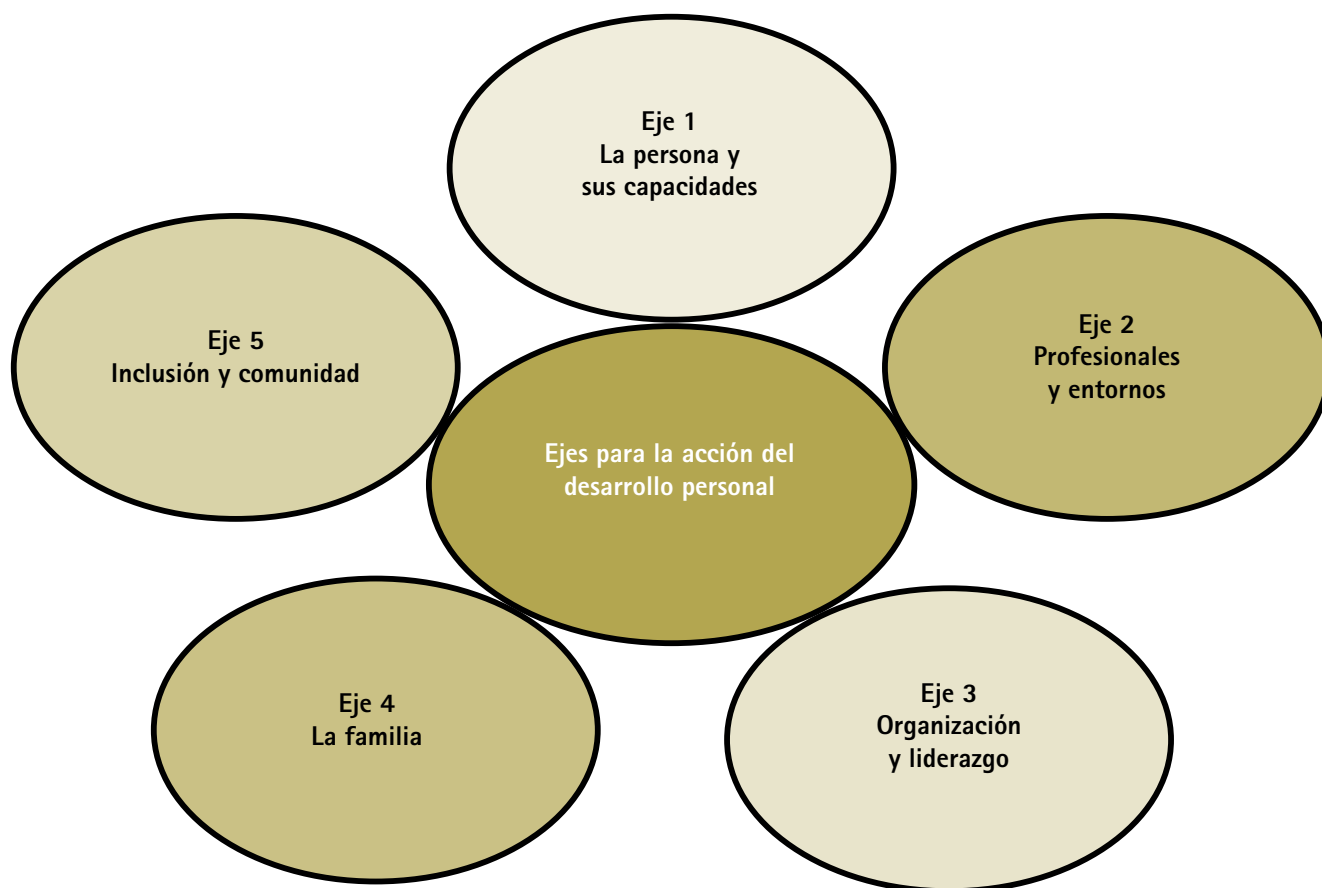 Eje 1
La persona y
sus capacidades
Eje 2
Profesionales
y entornos
Eje 3
Organización
y liderazgo
Eje 4
La familia
Eje 5
Inclusión y comunidad
Ejes para la acción del
desarrollo personal